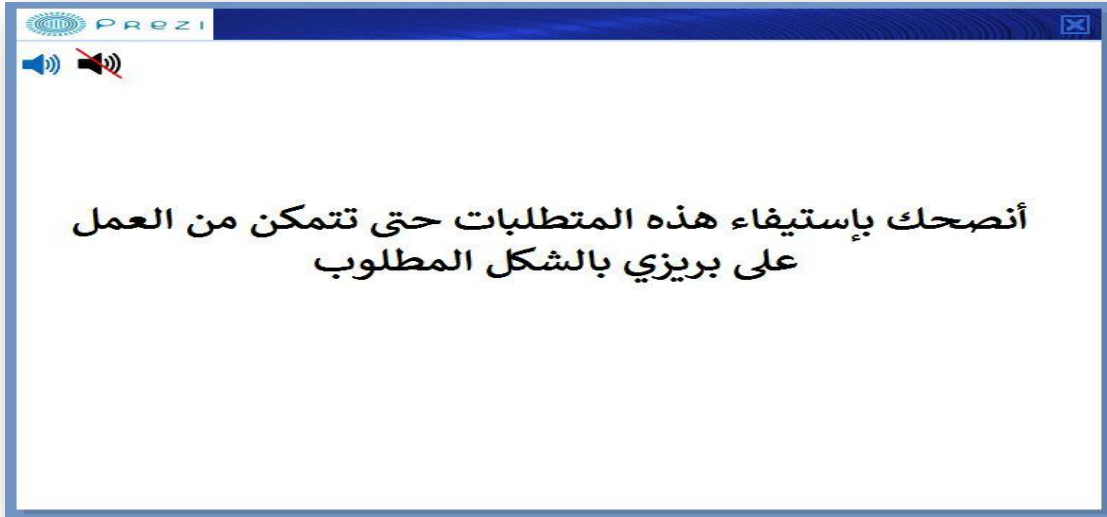 PREZI
أنصحك بإستيفاء هذه المتطلبات حتى تتمكن من العمل
على بريزي بالشكل المطلوب